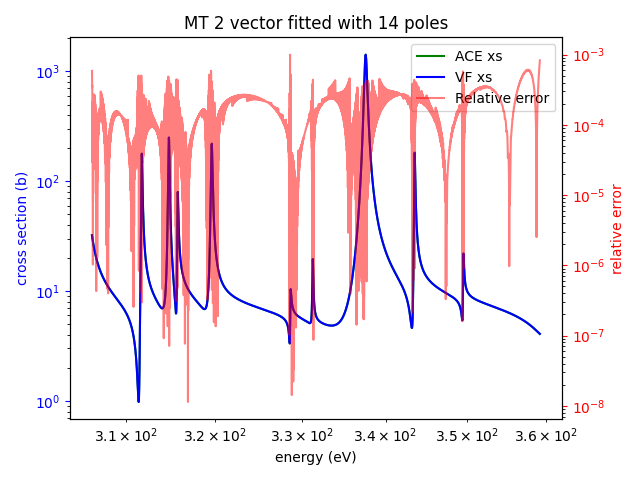 MT 2 vector fitted with 14 poles
ACE xs
VF xs
Relative error
cross section (b)
10³
10²
10¹
10⁰
relative error
10⁻³
10⁻⁴
10⁻⁵
10⁻⁶
10⁻⁷
10⁻⁸
3.1 × 10² 3.2 × 10² 3.3 × 10² 3.4 × 10² 3.5 × 10² 3.6 × 10²
energy (eV)